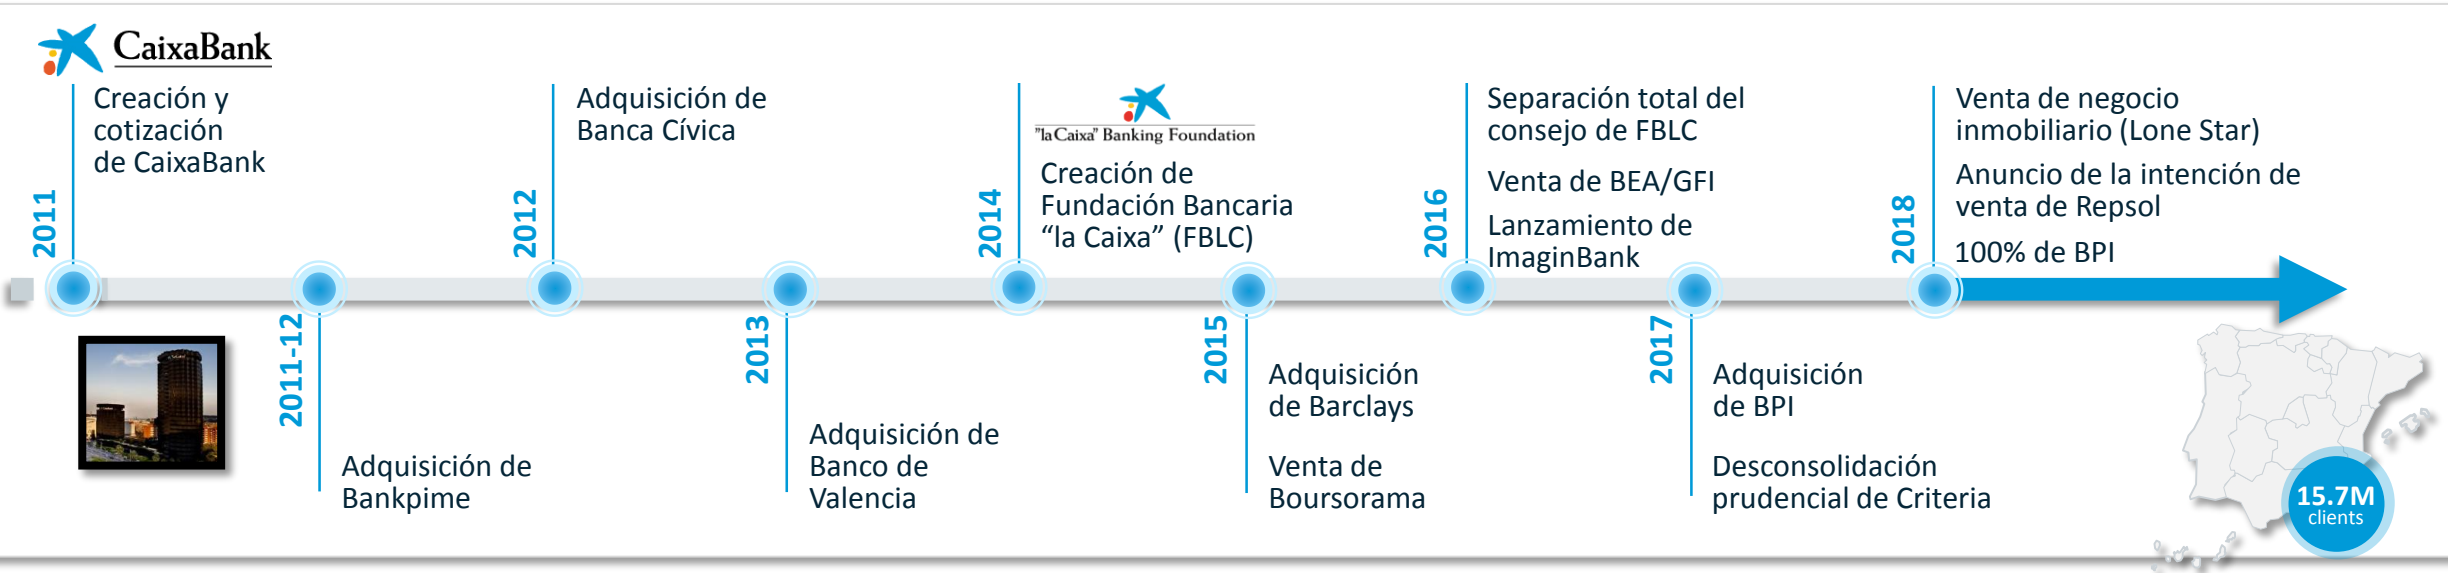 CaixaBank
Creación y
cotización
de CaixaBank
2011
Adquisición de
Bankpime
2011-12
Adquisición de
Banca Cívica
2012
Adquisición de
Banco de
Valencia
2013
"la Caixa" Banking Foundation
Creación de
Fundación Bancaria
“la Caixa” (FBLC)
2014
Adquisición
de Barclays
Venta de
Boursorama
2015
Separación total del
consejo de FBLC
Venta de BEA/GFI
Lanzamiento de
ImaginBank
2016
Adquisición
de BPI
Desconsolidación
prudencial de Criteria
2017
Venta de negocio
inmobiliario (Lone Star)
Anuncio de la intención de
venta de Repsol
100% de BPI
2018
15.7M
clients